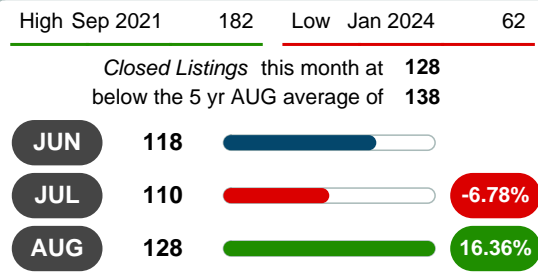 High Sep 2021 182 Low Jan 2024 62
Closed Listings this month at 128
below the 5 yr AUG average of 138
JUN 118
JUL 110 -6.78%
AUG 128 16.36%